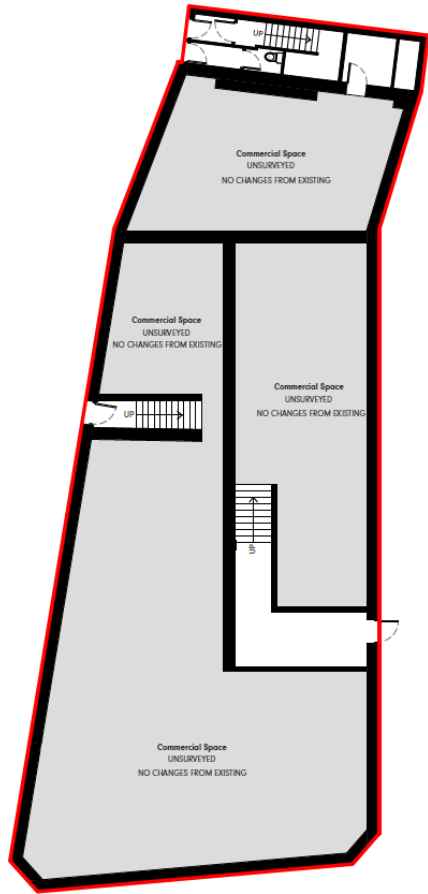 UP
Commercial Space
UNSURVEYED
NO CHANGES FROM EXISTING
Commercial Space
UNSURVEYED
NO CHANGES FROM EXISTING
Commercial Space
UNSURVEYED
NO CHANGES FROM EXISTING
UP
UP
Commercial Space
UNSURVEYED
NO CHANGES FROM EXISTING